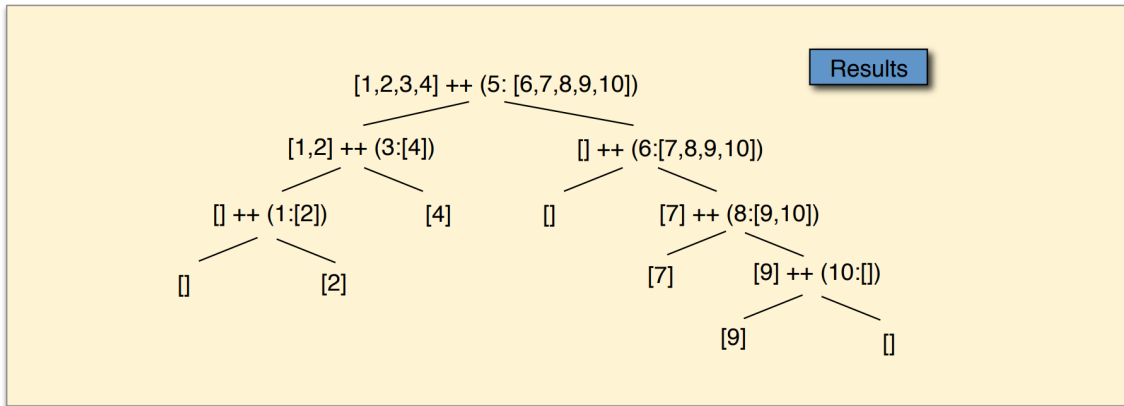 Results
[1,2,3,4] ++ (5: [6,7,8,9,10])
[1,2] ++ (3:[4]) [] ++ (6:[7,8,9,10])
[] ++ (1:[2]) [4] [] [7] ++ (8:[9,10])
[] [2] [7] [9] ++ (10:[])
[9] []